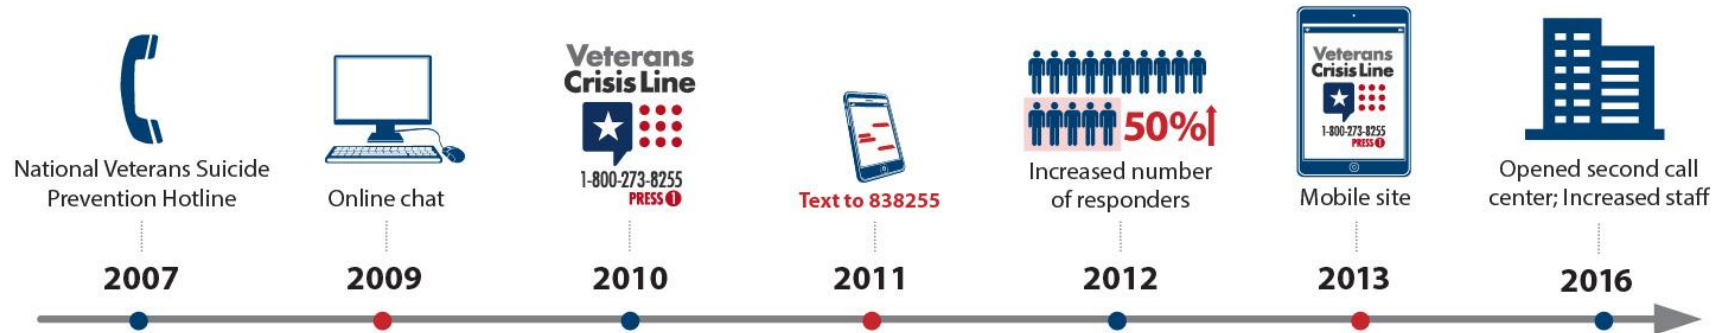 National Veterans Suicide
Prevention Hotline
2007
Online chat
2009
Veterans
Crisis Line
1-800-273-8255
PRESS 1
2010
Text to 838255
2011
50%
Increased number
of responders
2012
Veterans
Crisis Line
1-800-273-8255
PRESS 1
Mobile site
2013
Opened second call
center; Increased staff
2016